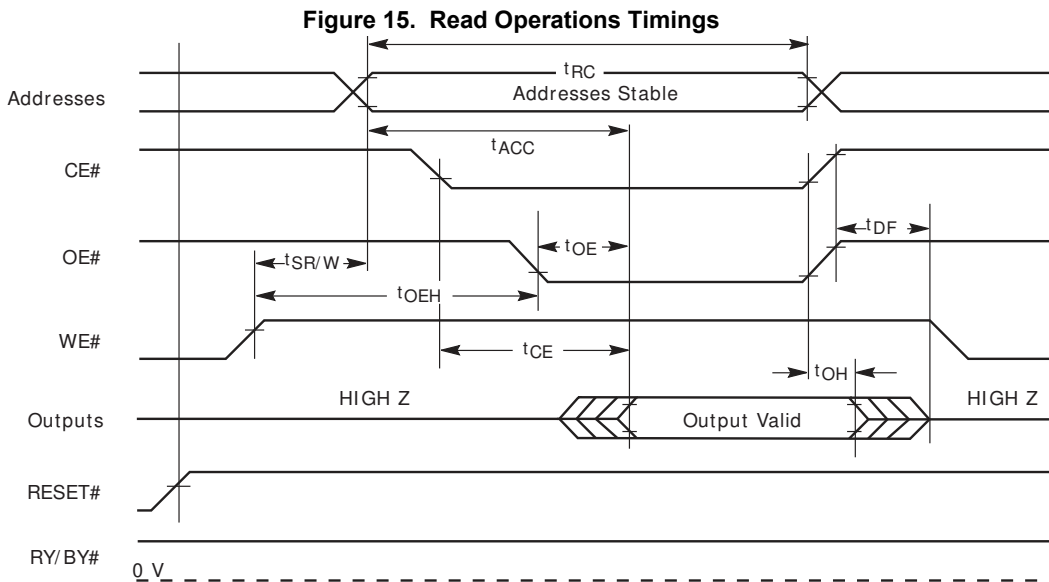 Figure 15. Read Operations Timings
tRC
Addresses
Addresses Stable
tACC
CE#
tDF
OE#
tOE
tSR/W
tOEH
WE#
tCE
tOH
HIGH Z
HIGH Z
Outputs
Output Valid
RESET#
RY/BY#
0 V